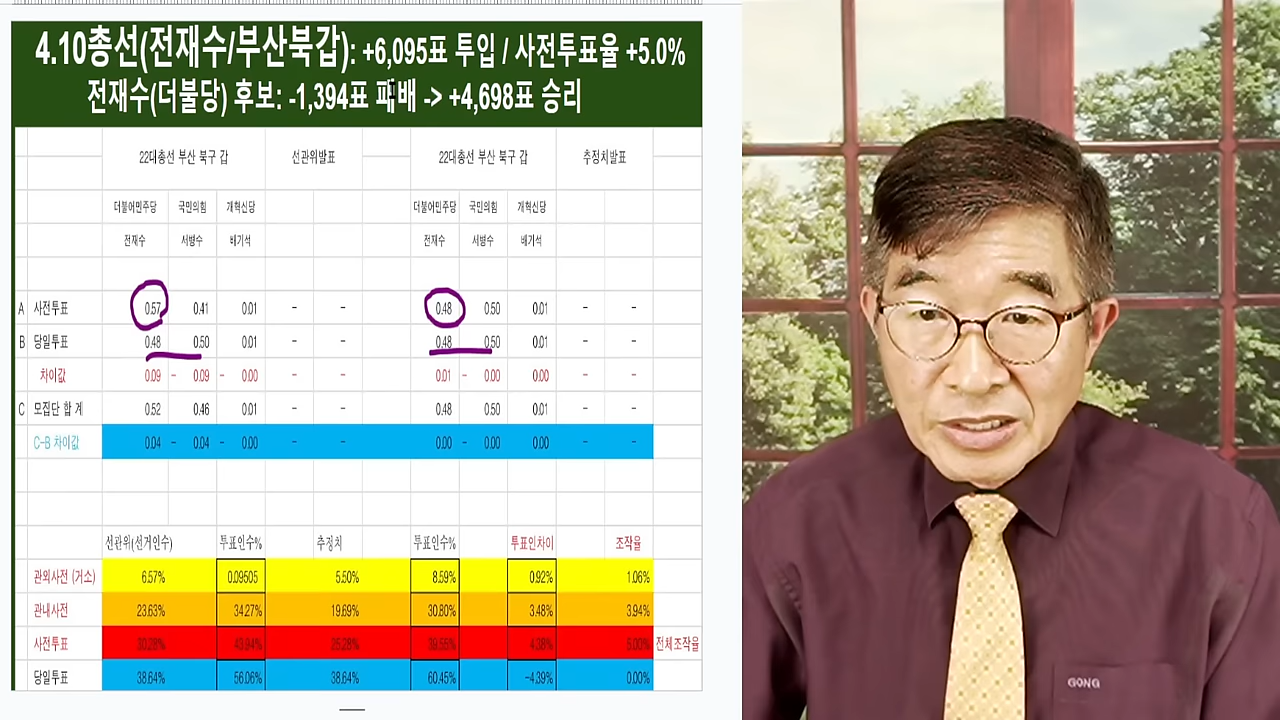 4.10총선(전재수/부산북갑): +6,095표 투입 / 사전투표율 +5.0%
전재수(더불당) 후보: -1,394표 패배 -> +4,698표 승리
22대총선 부산 북구 갑 선관위발표 22대총선 부산 북구 갑 추정치발표
더불어민주당 국민의힘 개혁신당 더불어민주당 국민의힘 개혁신당
전재수 서병수 배기석 전재수 서병수 배기석
A 사전투표 0.57 0.41 0.01 - - 0.48 0.50 0.01 - -
B 당일투표 0.48 0.50 0.01 - - 0.48 0.50 0.01 - -
차이값 0.09 - 0.09 - 0.00 - - 0.01 - 0.00 0.00 - -
C 모집단 합 계 0.52 0.46 0.01 - - 0.48 0.50 0.01 - -
C-B 차이값 0.04 - 0.04 - 0.00 - - 0.00 - 0.00 0.00 - -
선관위(선거인수) 투표인수% 추정치 투표인수% 투표인차이 조작율
관외사전 (거소) 6.57% 0.09505 5.50% 8.59% 0.92% 1.06%
관내사전 23.63% 34.27% 19.69% 30.80% 3.48% 3.94%
사전투표 43.94% 25.28% 5.00% 전체조작율
당일투표 38.64% 56.06% 38.64% 60.45% -4.39% 0.00%
GONG